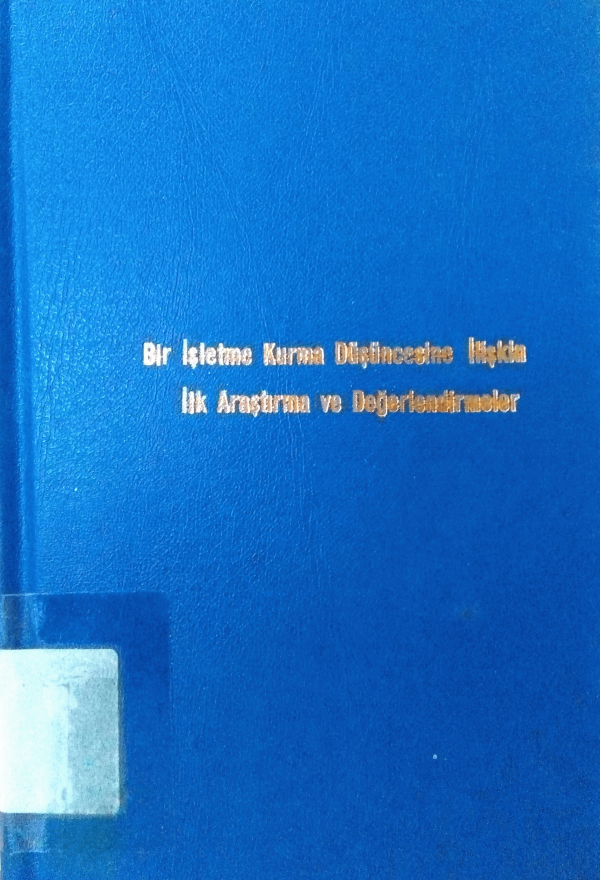 Bir İşletme Kurma Düşüncesine İlişkin
İlk Araştırma ve Değerlendirmeler